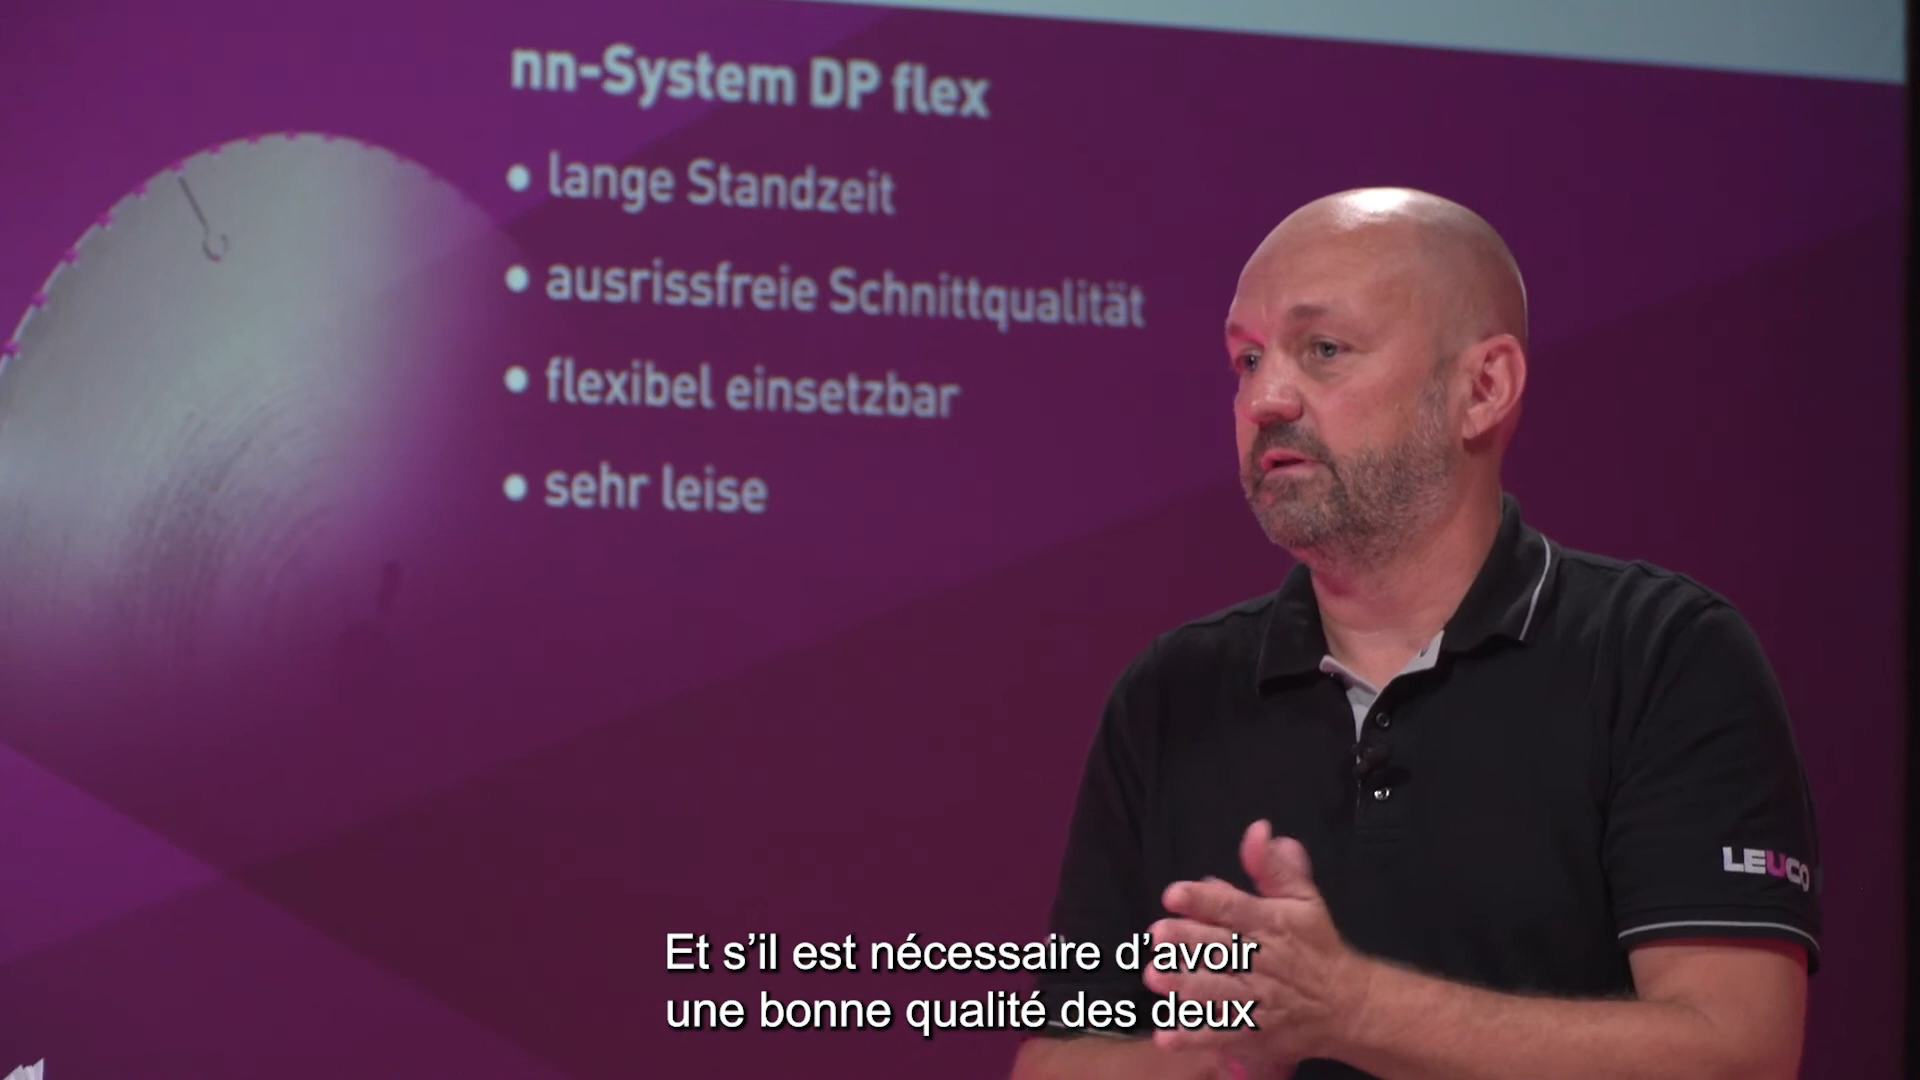 nn-System DP flex
• lange Standzeit
• ausrissfreie Schnittqualität
• flexibel einsetzbar
• sehr leise
LEUCO
Et s’il est nécessaire d’avoir
une bonne qualité des deux